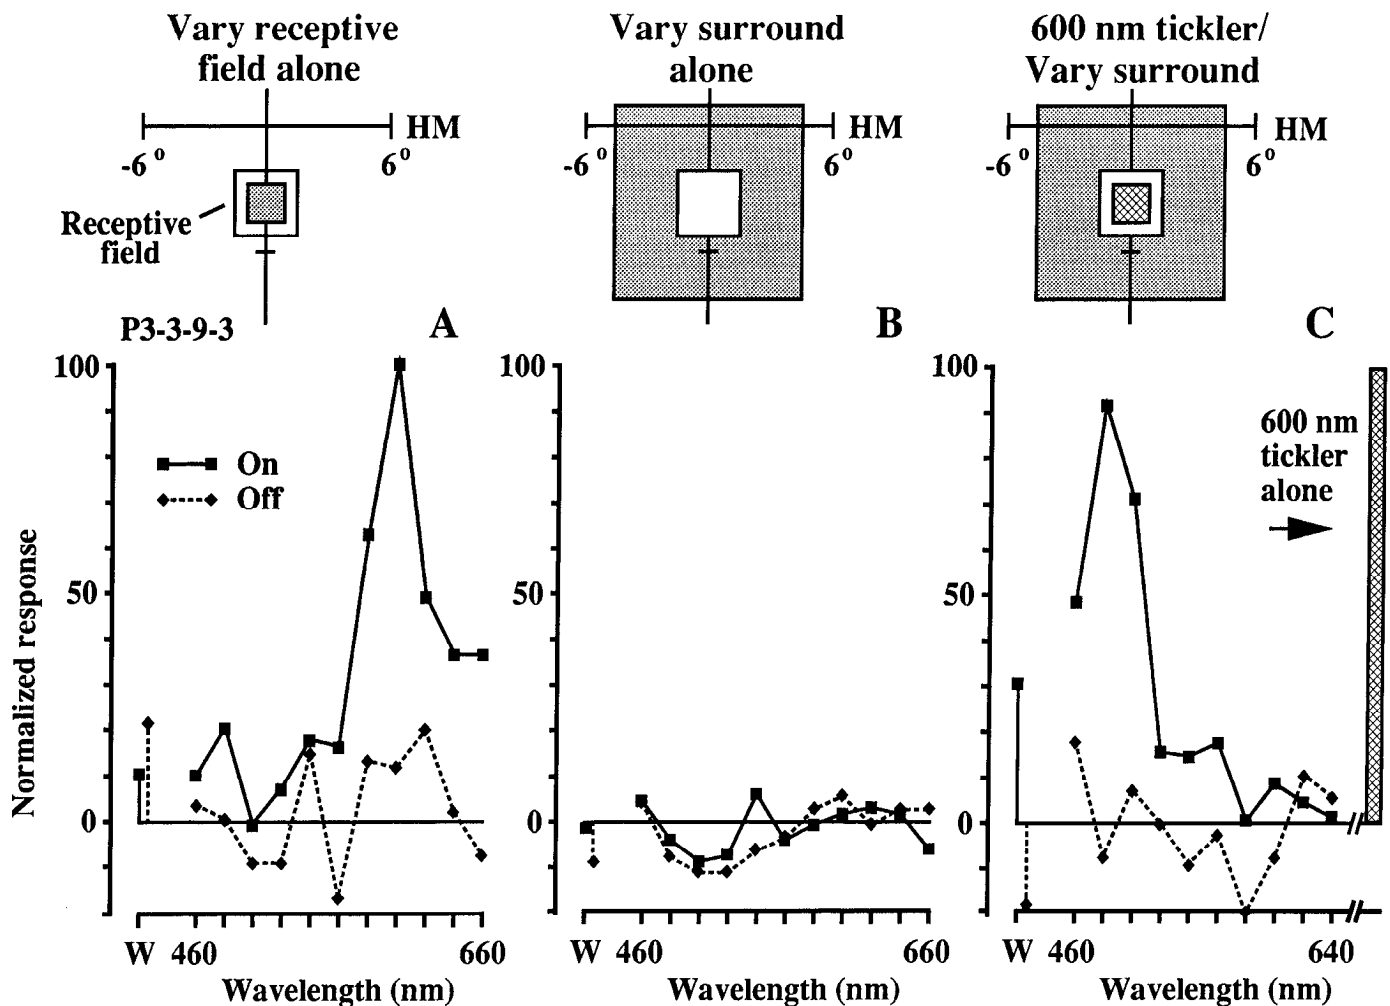 Vary receptive
field alone
HM
-6°
6°
Receptive
field
P3-3-9-3
A
Vary surround
alone
HM
-6°
6°
B
600 nm tickler/
Vary surround
HM
-6°
6°
C
Normalized response
100
50
0
On
Off
W 460
660
Wavelength (nm)
100
50
0
W 460
660
Wavelength (nm)
100
50
0
600 nm
tickler
alone
W 460
640
Wavelength (nm)